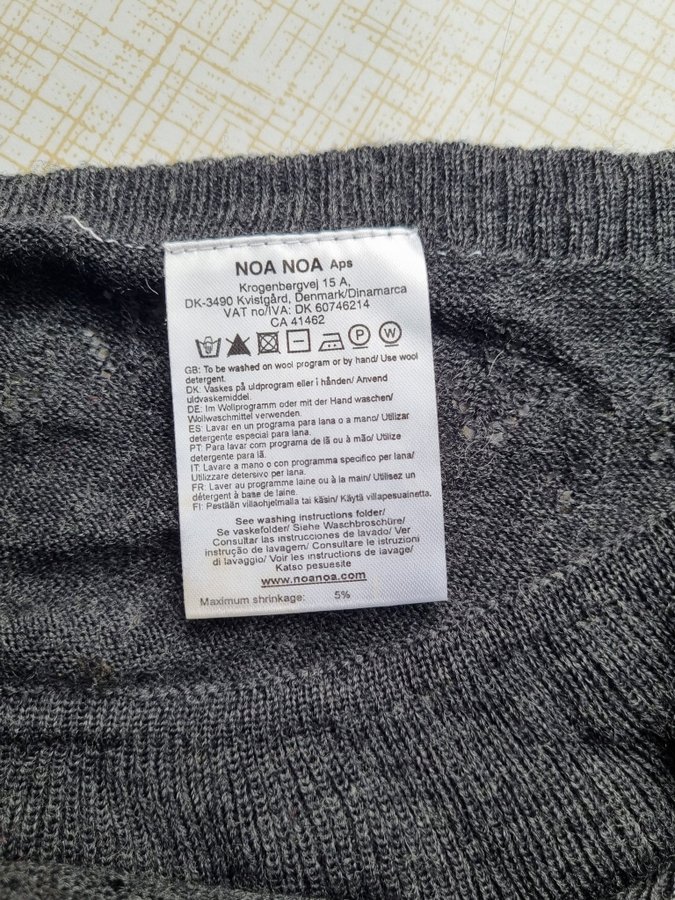 NOA NOA Aps
Krogenbergvej 15 A,
DK-3490 Kvistgård, Denmark/Dinamarca
VAT no/IVA: DK 60746214
CA 41462
P W
GB: To be washed on wool program or by hand/ Use wool
detergent.
DK: Vaskes på uldprogram eller i hånden/ Anvend
uldvaskemiddel.
DE: Im Wollprogramm oder mit der Hand waschen/
Wollwaschmittel verwenden.
ES: Lavar en un programa para lana o a mano/ Utilizar
detergente especial para lana.
PT: Para lavar com programa de lã ou à mão/ Utilize
detergente para lã.
IT: Lavare a mano o con programma specifico per lana/
Utilizzare detersivo per lana.
FR: Laver au programme laine ou à la main/ Utilisez un
détergent à base de laine.
FI: Pestään villaohjelmalla tai käsin/ Käytä villapesuainetta.
See washing instructions folder/
Se vaskefolder/ Siehe Waschbroschüre/
Consultar las instrucciones de lavado/ Ver
instrução de lavagem/ Consultare le istruzioni
di lavaggio/ Voir les instructions de lavage/
Katso pesuesite
www.noanoa.com
Maximum shrinkage: 5%